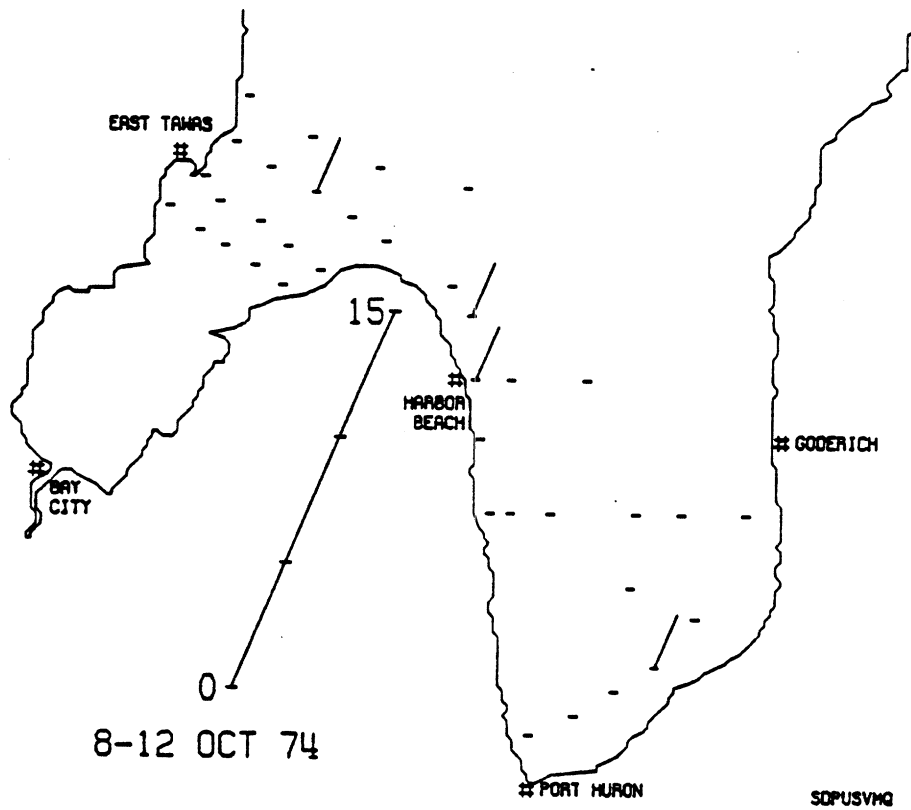 EAST TAWAS
#
15
#
HARBOR
BEACH
# GODERICH
#
BAY
CITY
0
8-12 OCT 74
# PORT HURON
SDPUSVMQ